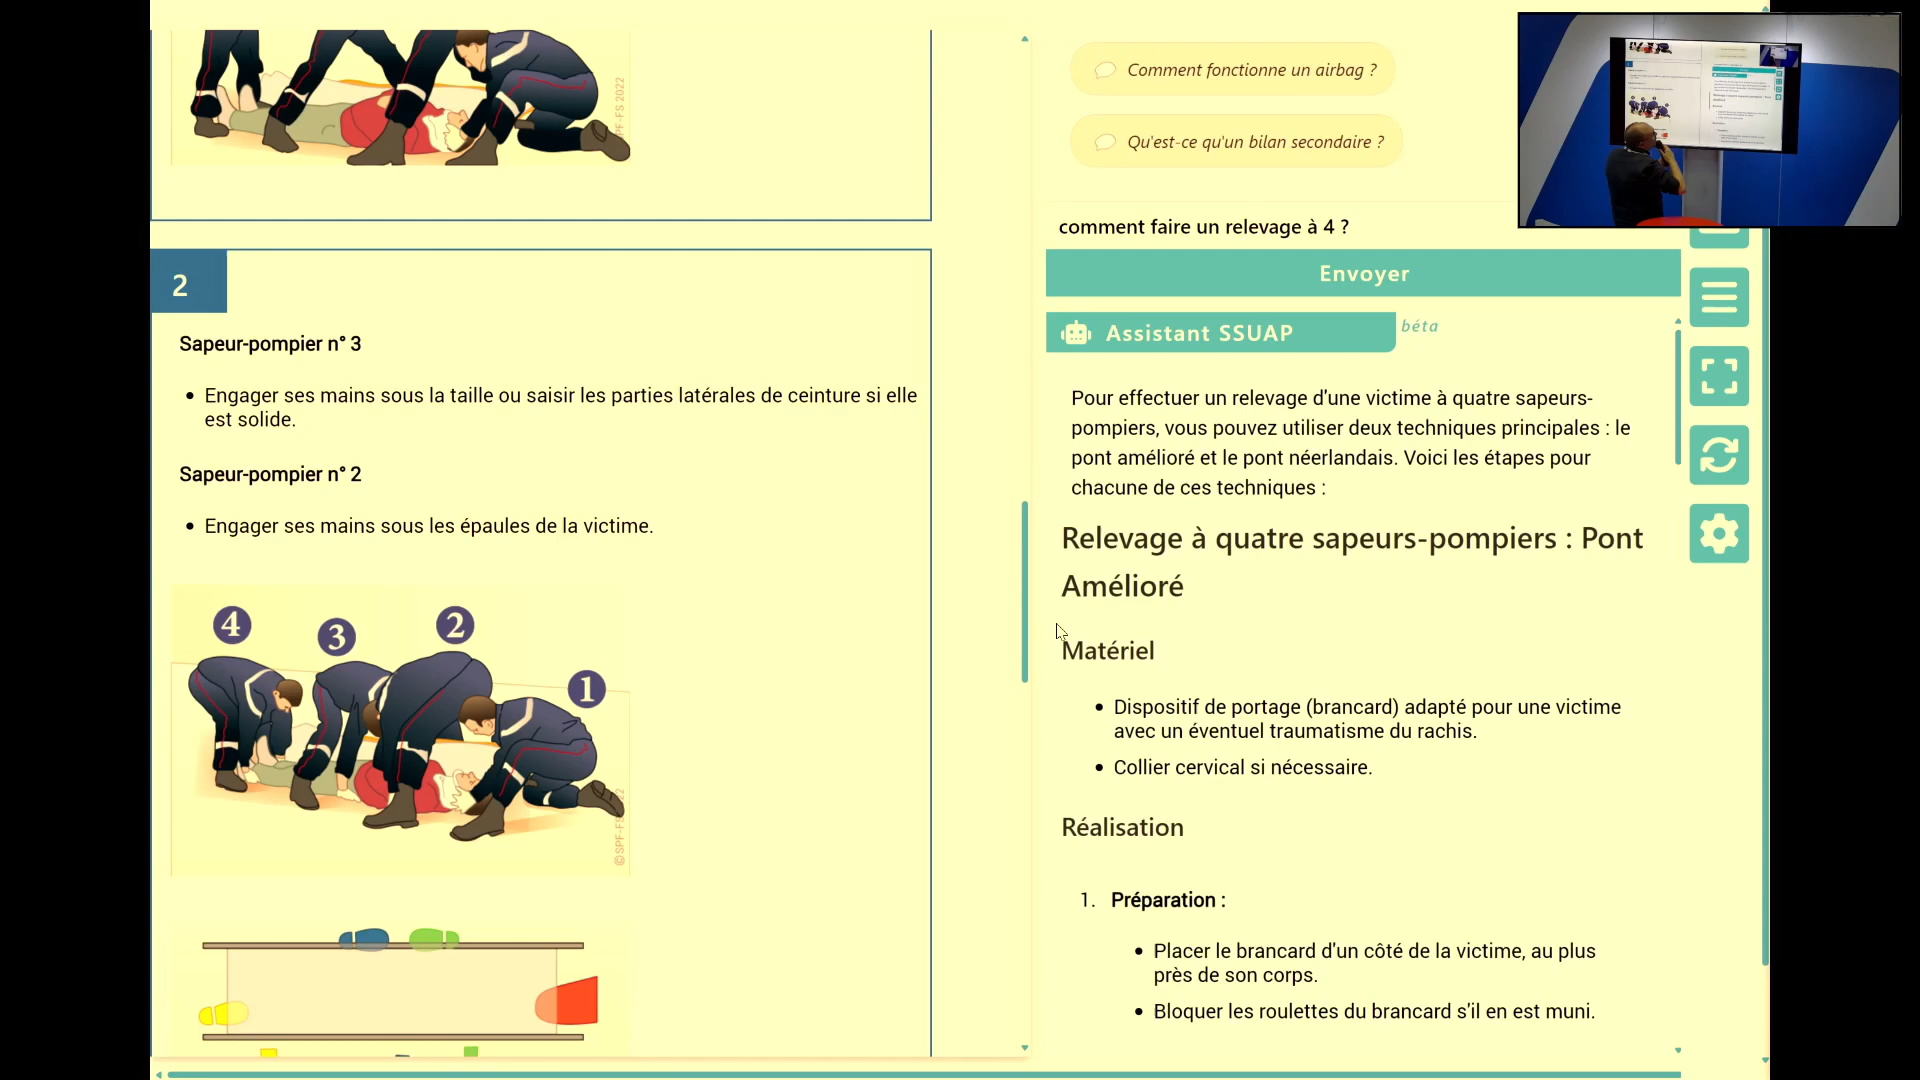 SPF-FS 2022
2
Sapeur-pompier n° 3
Engager ses mains sous la taille ou saisir les parties latérales de ceinture si elle
est solide.
Sapeur-pompier n° 2
Engager ses mains sous les épaules de la victime.
4
3
2
1
Comment fonctionne un airbag ?
Qu'est-ce qu'un bilan secondaire ?
comment faire un relevage à 4 ?
Envoyer
Assistant SSUAP
béta
Pour effectuer un relevage d'une victime à quatre sapeurs-
pompiers, vous pouvez utiliser deux techniques principales : le
pont amélioré et le pont néerlandais. Voici les étapes pour
chacune de ces techniques :
Relevage à quatre sapeurs-pompiers : Pont
Amélioré
Matériel
Dispositif de portage (brancard) adapté pour une victime
avec un éventuel traumatisme du rachis.
Collier cervical si nécessaire.
Réalisation
1. Préparation :
Placer le brancard d'un côté de la victime, au plus
près de son corps.
Bloquer les roulettes du brancard s'il en est muni.